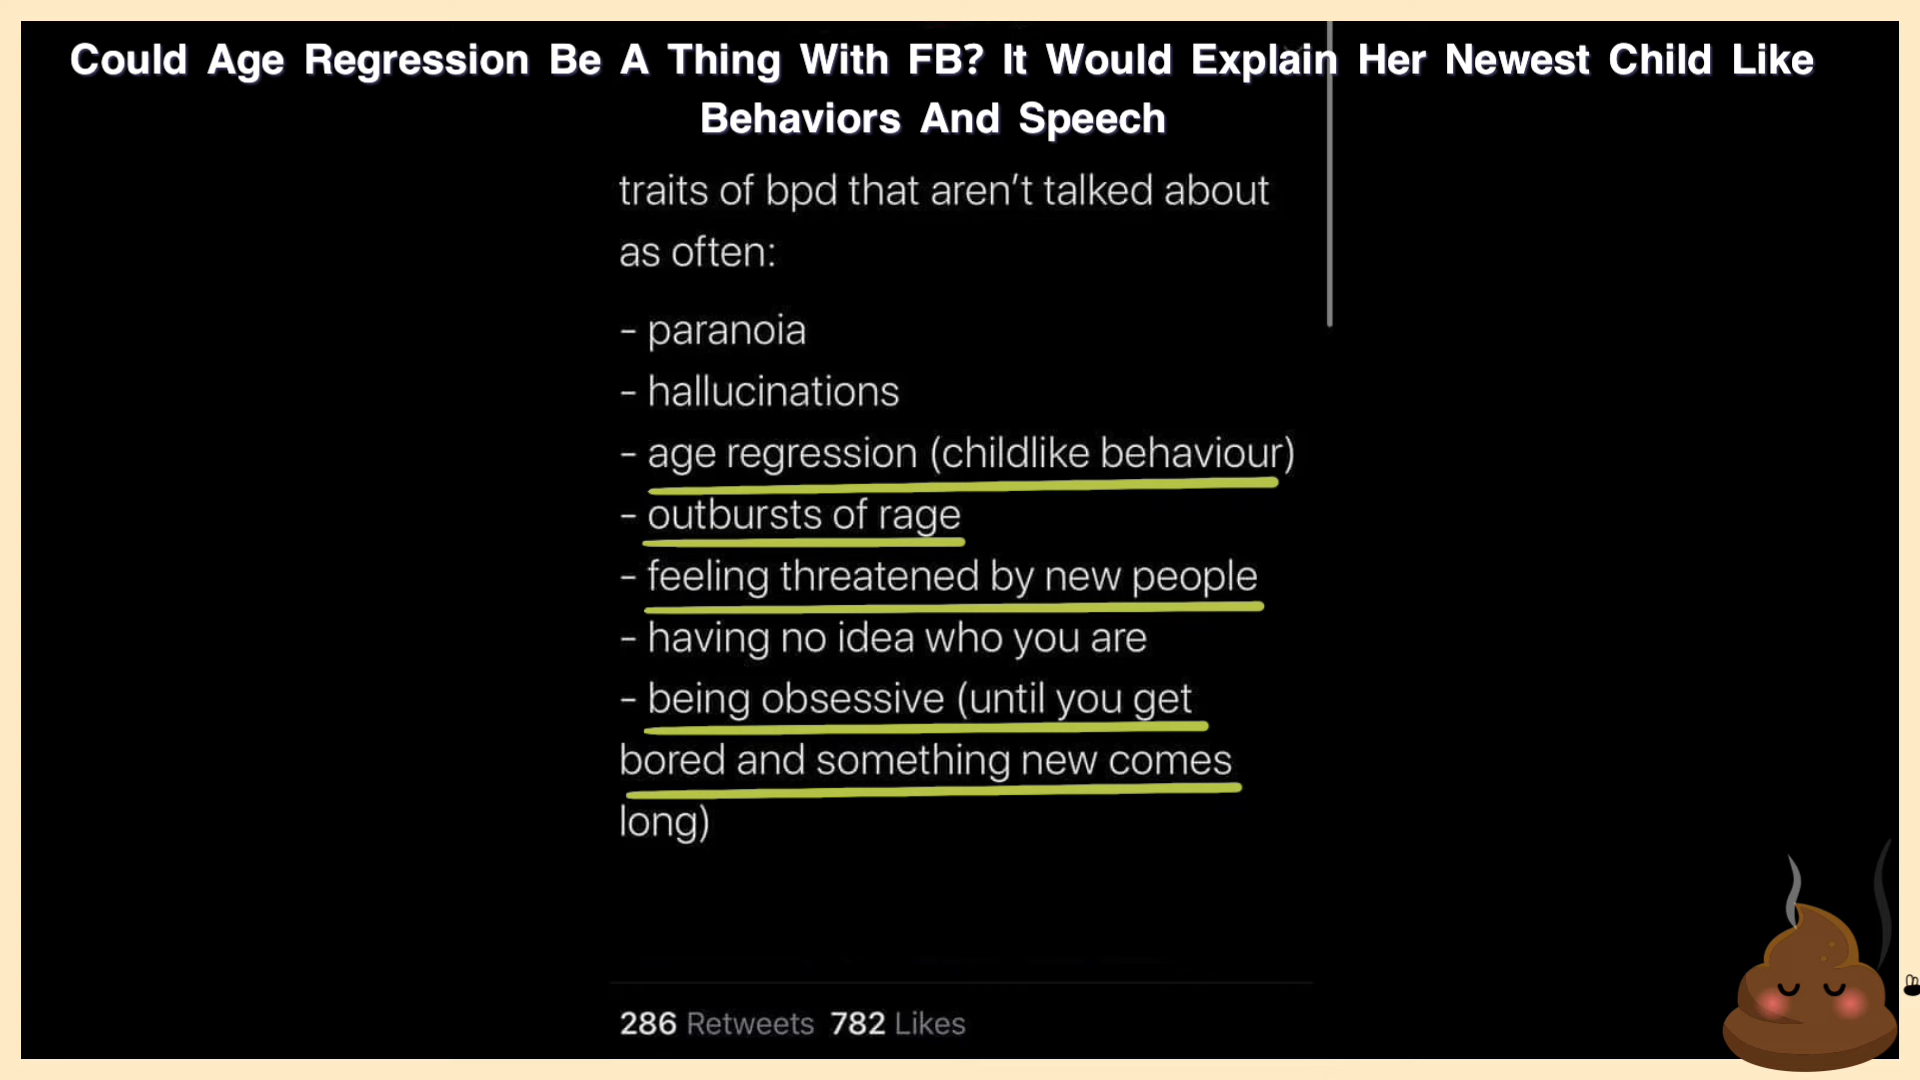 Could Age Regression Be A Thing With FB? It Would Explain Her Newest Child Like
Behaviors And Speech
traits of bpd that aren't talked about
as often:
- paranoia
- hallucinations
- age regression (childlike behaviour)
- outbursts of rage
- feeling threatened by new people
- having no idea who you are
- being obsessive (until you get
bored and something new comes
long)
286 Retweets 782 Likes